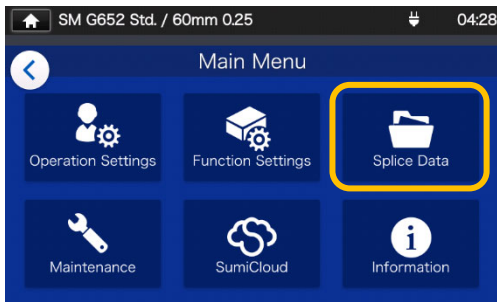 SM G652 Std. / 60mm 0.25 04:28
Main Menu
Operation Settings Function Settings Splice Data
Maintenance SumiCloud Information